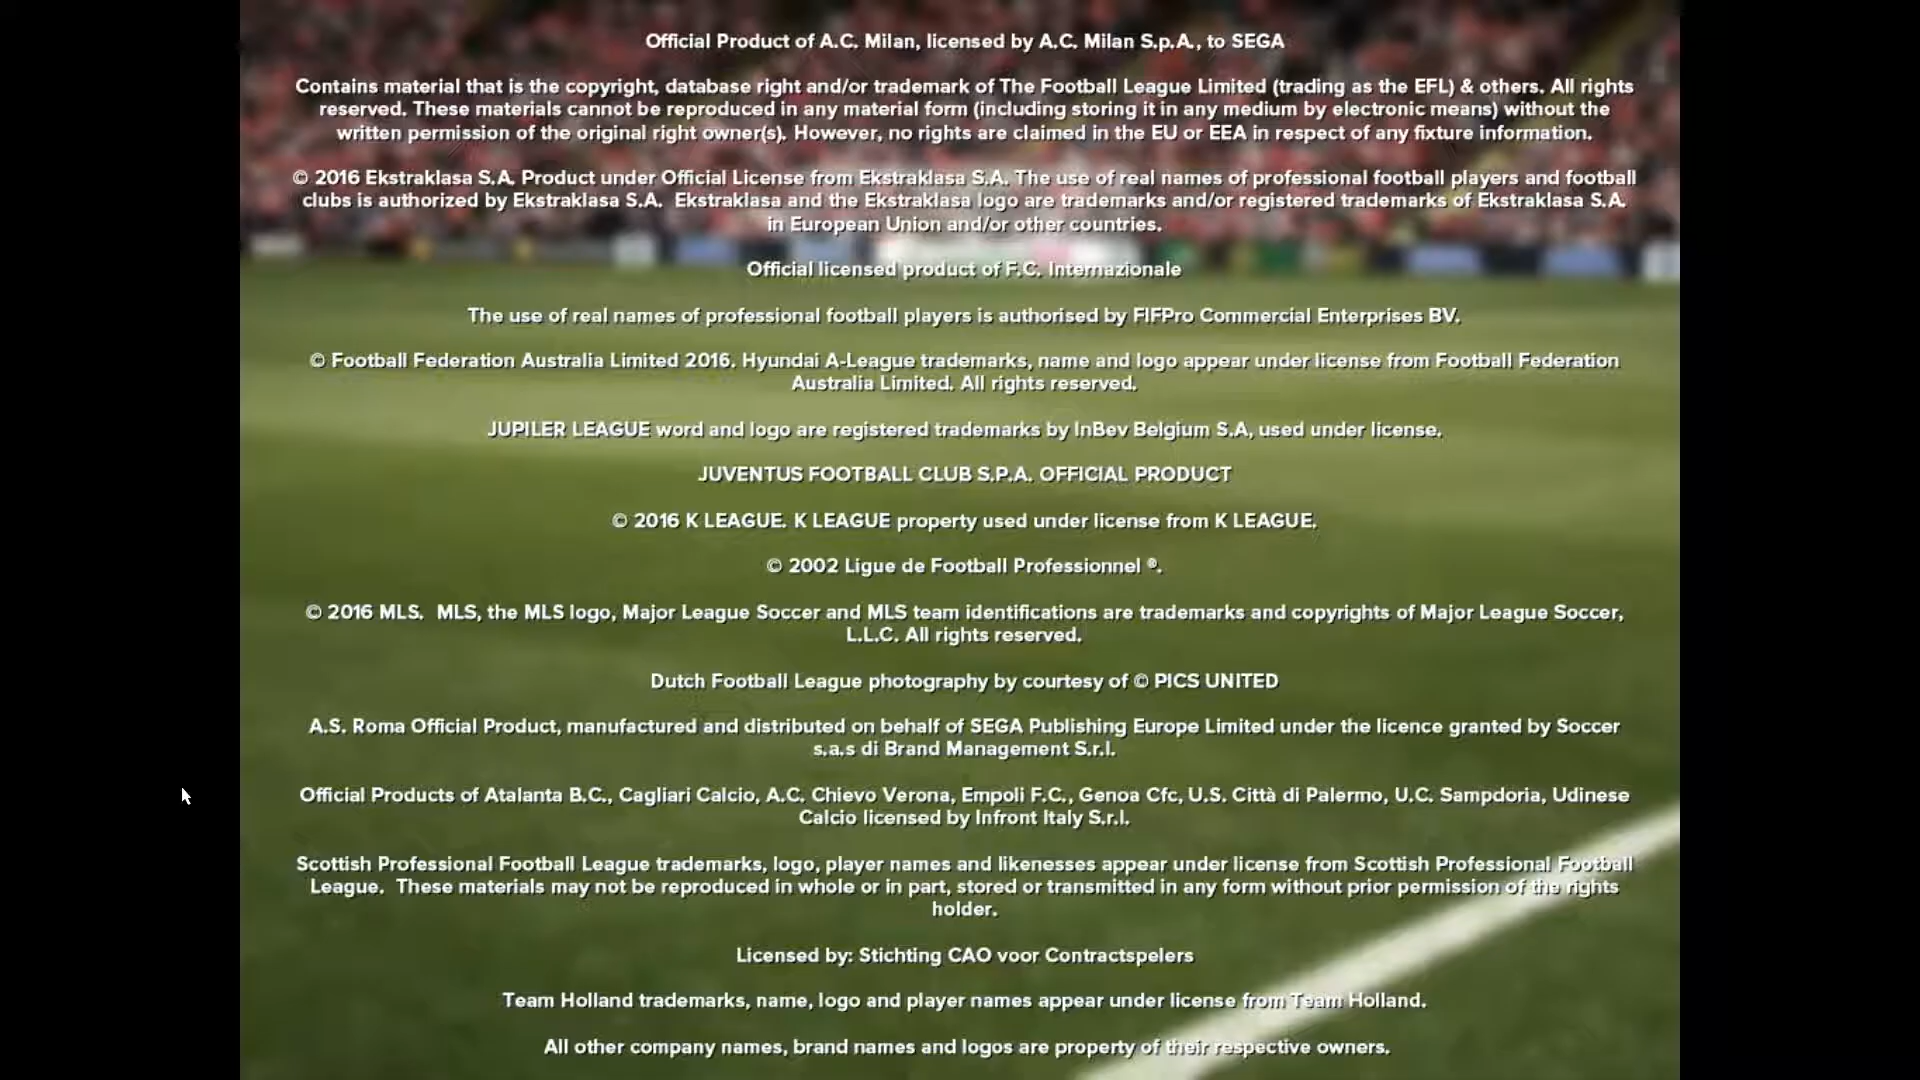 Official Product of A.C. Milan, licensed by A.C. Milan S.p.A., to SEGA
Contains material that is the copyright, database right and/or trademark of The Football League Limited (trading as the EFL) & others. All rights
reserved. These materials cannot be reproduced in any material form (including storing it in any medium by electronic means) without the
written permission of the original right owner(s). However, no rights are claimed in the EU or EEA in respect of any fixture information.
© 2016 Ekstraklasa S.A. Product under Official License from Ekstraklasa S.A. The use of real names of professional football players and football
clubs is authorized by Ekstraklasa S.A.  Ekstraklasa and the Ekstraklasa logo are trademarks and/or registered trademarks of Ekstraklasa S.A.
in European Union and/or other countries.
Official licensed product of F.C. Internazionale
The use of real names of professional football players is authorised by FIFPro Commercial Enterprises BV.
© Football Federation Australia Limited 2016. Hyundai A-League trademarks, name and logo appear under license from Football Federation
Australia Limited. All rights reserved.
JUPILER LEAGUE word and logo are registered trademarks by InBev Belgium S.A, used under license.
JUVENTUS FOOTBALL CLUB S.P.A. OFFICIAL PRODUCT
© 2016 K LEAGUE. K LEAGUE property used under license from K LEAGUE.
© 2002 Ligue de Football Professionnel ®.
© 2016 MLS.  MLS, the MLS logo, Major League Soccer and MLS team identifications are trademarks and copyrights of Major League Soccer,
L.L.C. All rights reserved.
Dutch Football League photography by courtesy of © PICS UNITED
A.S. Roma Official Product, manufactured and distributed on behalf of SEGA Publishing Europe Limited under the licence granted by Soccer
s.a.s di Brand Management S.r.l.
Official Products of Atalanta B.C., Cagliari Calcio, A.C. Chievo Verona, Empoli F.C., Genoa Cfc, U.S. Città di Palermo, U.C. Sampdoria, Udinese
Calcio licensed by Infront Italy S.r.l.
Scottish Professional Football League trademarks, logo, player names and likenesses appear under license from Scottish Professional Football
League.  These materials may not be reproduced in whole or in part, stored or transmitted in any form without prior permission of the rights
holder.
Licensed by: Stichting CAO voor Contractspelers
Team Holland trademarks, name, logo and player names appear under license from Team Holland.
All other company names, brand names and logos are property of their respective owners.